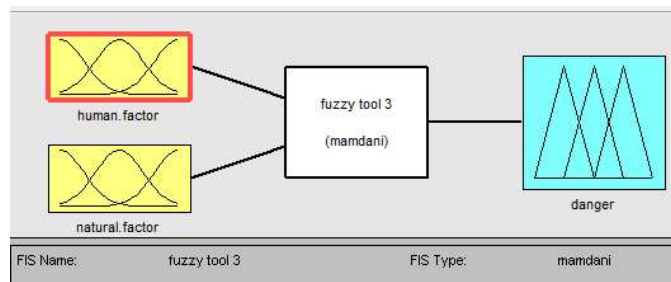 human.factor
fuzzy tool 3
(mamdani)
natural.factor
danger
FIS Name: fuzzy tool 3 FIS Type: mamdani